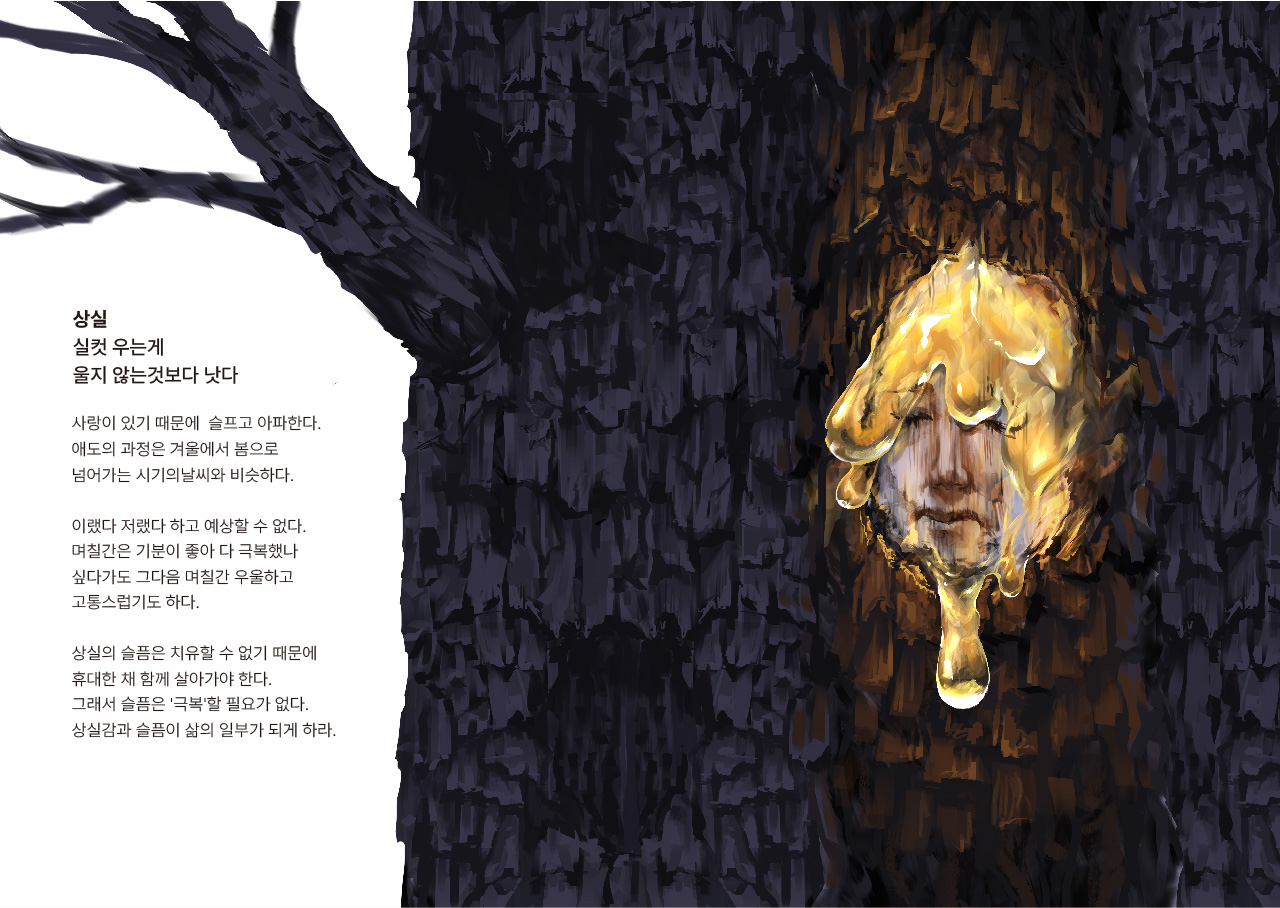 상실
실컷 우는게
울지 않는것보다 낫다
사랑이 있기 때문에 슬프고 아파한다.
애도의 과정은 겨울에서 봄으로
넘어가는 시기의날씨와 비슷하다.
이랬다 저랬다 하고 예상할 수 없다.
며칠간은 기분이 좋아 다 극복했나
싶다가도 그다음 며칠간 우울하고
고통스럽기도 하다.
상실의 슬픔은 치유할 수 없기 때문에
휴대한 채 함께 살아가야 한다.
그래서 슬픔은 '극복'할 필요가 없다.
상실감과 슬픔이 삶의 일부가 되게 하라.